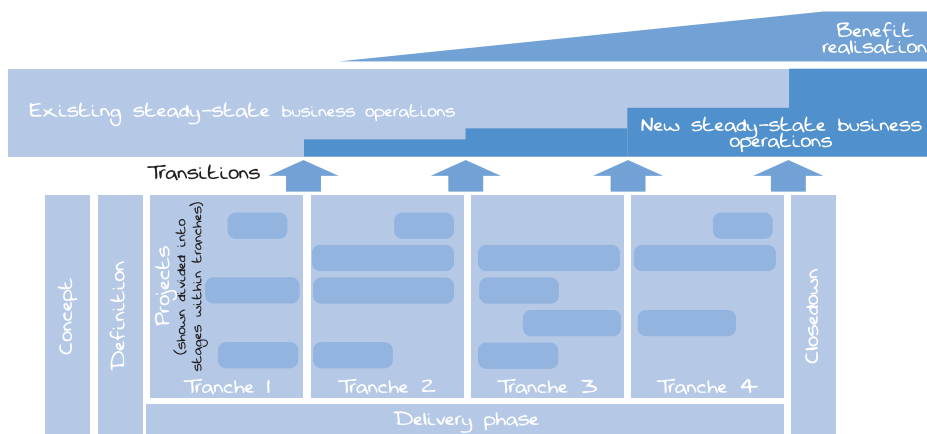 Benefit
realisation
Existing steady-state business operations
New steady-state business
operations
Transitions
Concept
Definition
Projects
(shown divided into
stages within tranches)
Tranche 1
Tranche 2
Tranche 3
Tranche 4
Closedown
Delivery phase